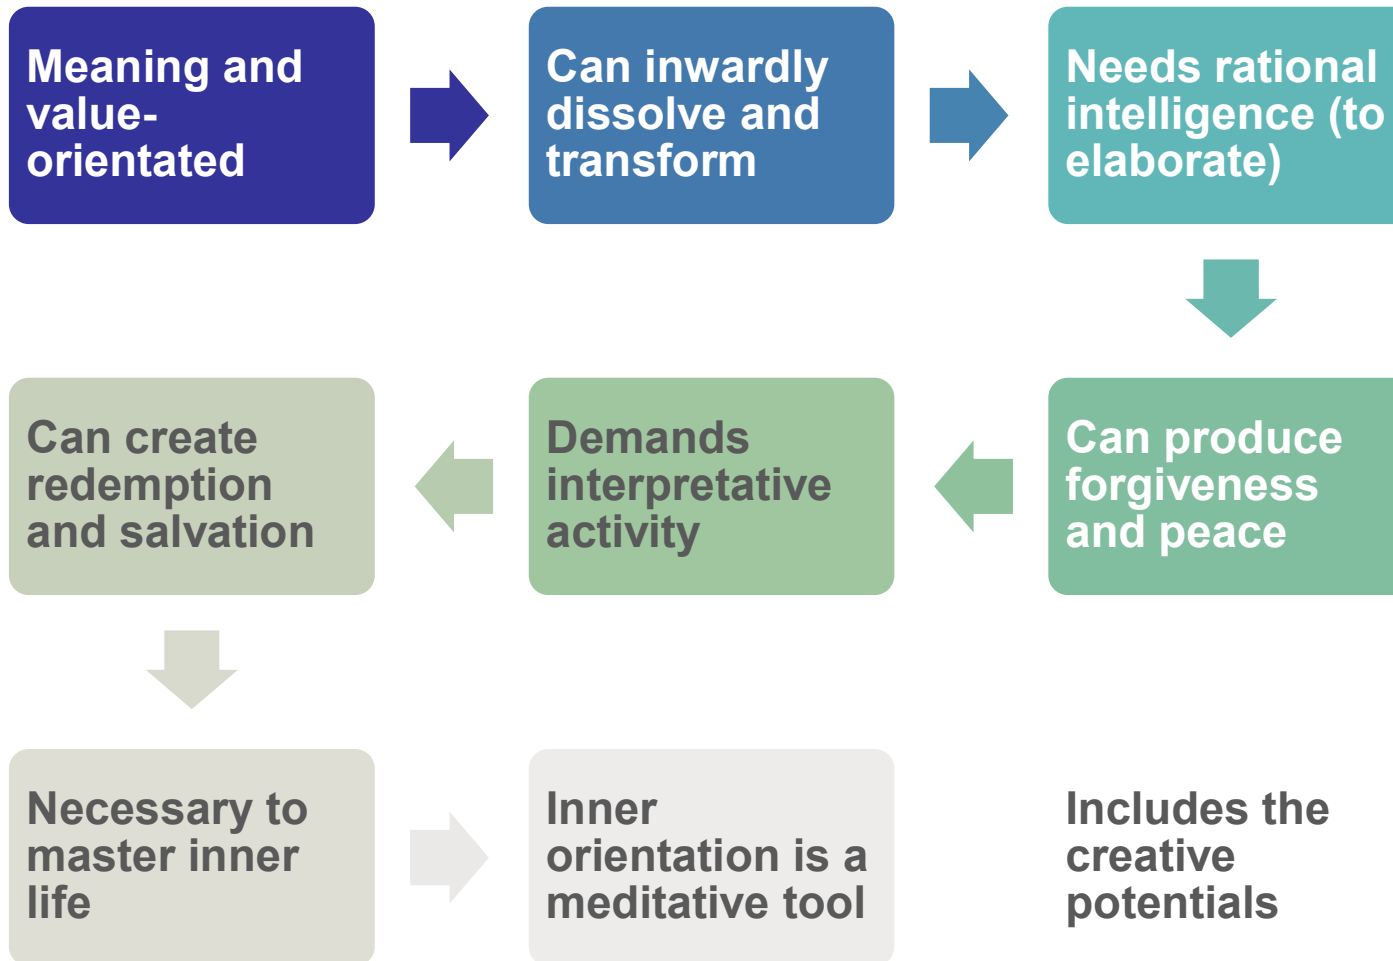 Meaning and
value-
orientated
Can inwardly
dissolve and
transform
Needs rational
intelligence (to
elaborate)
Can produce
forgiveness
and peace
Demands
interpretative
activity
Can create
redemption
and salvation
Necessary to
master inner
life
Inner
orientation is a
meditative tool
Includes the
creative
potentials